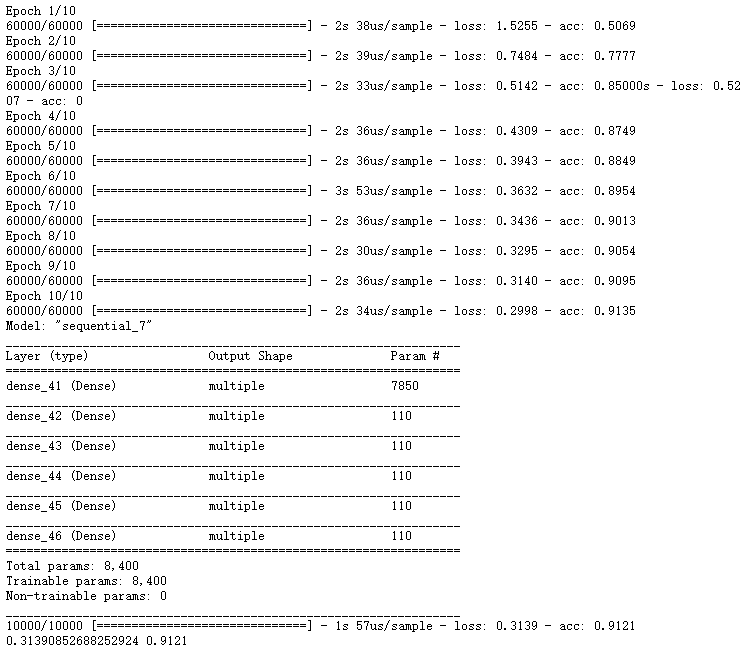 Epoch 1/10
60000/60000 [==============================] - 2s 38us/sample - loss: 1.5255 - acc: 0.5069
Epoch 2/10
60000/60000 [==============================] - 2s 39us/sample - loss: 0.7484 - acc: 0.7777
Epoch 3/10
60000/60000 [==============================] - 2s 33us/sample - loss: 0.5142 - acc: 0.85000s - loss: 0.52
07 - acc: 0
Epoch 4/10
60000/60000 [==============================] - 2s 36us/sample - loss: 0.4309 - acc: 0.8749
Epoch 5/10
60000/60000 [==============================] - 2s 36us/sample - loss: 0.3943 - acc: 0.8849
Epoch 6/10
60000/60000 [==============================] - 3s 53us/sample - loss: 0.3632 - acc: 0.8954
Epoch 7/10
60000/60000 [==============================] - 2s 36us/sample - loss: 0.3436 - acc: 0.9013
Epoch 8/10
60000/60000 [==============================] - 2s 30us/sample - loss: 0.3295 - acc: 0.9054
Epoch 9/10
60000/60000 [==============================] - 2s 36us/sample - loss: 0.3140 - acc: 0.9095
Epoch 10/10
60000/60000 [==============================] - 2s 34us/sample - loss: 0.2998 - acc: 0.9135
Model: "sequential_7"
_________________________________________________________________
Layer (type)                 Output Shape              Param #
=================================================================
dense_41 (Dense)             multiple                  7850
_________________________________________________________________
dense_42 (Dense)             multiple                  110
_________________________________________________________________
dense_43 (Dense)             multiple                  110
_________________________________________________________________
dense_44 (Dense)             multiple                  110
_________________________________________________________________
dense_45 (Dense)             multiple                  110
_________________________________________________________________
dense_46 (Dense)             multiple                  110
=================================================================
Total params: 8,400
Trainable params: 8,400
Non-trainable params: 0
_________________________________________________________________
10000/10000 [==============================] - 1s 57us/sample - loss: 0.3139 - acc: 0.9121
0.31390852688252924 0.9121